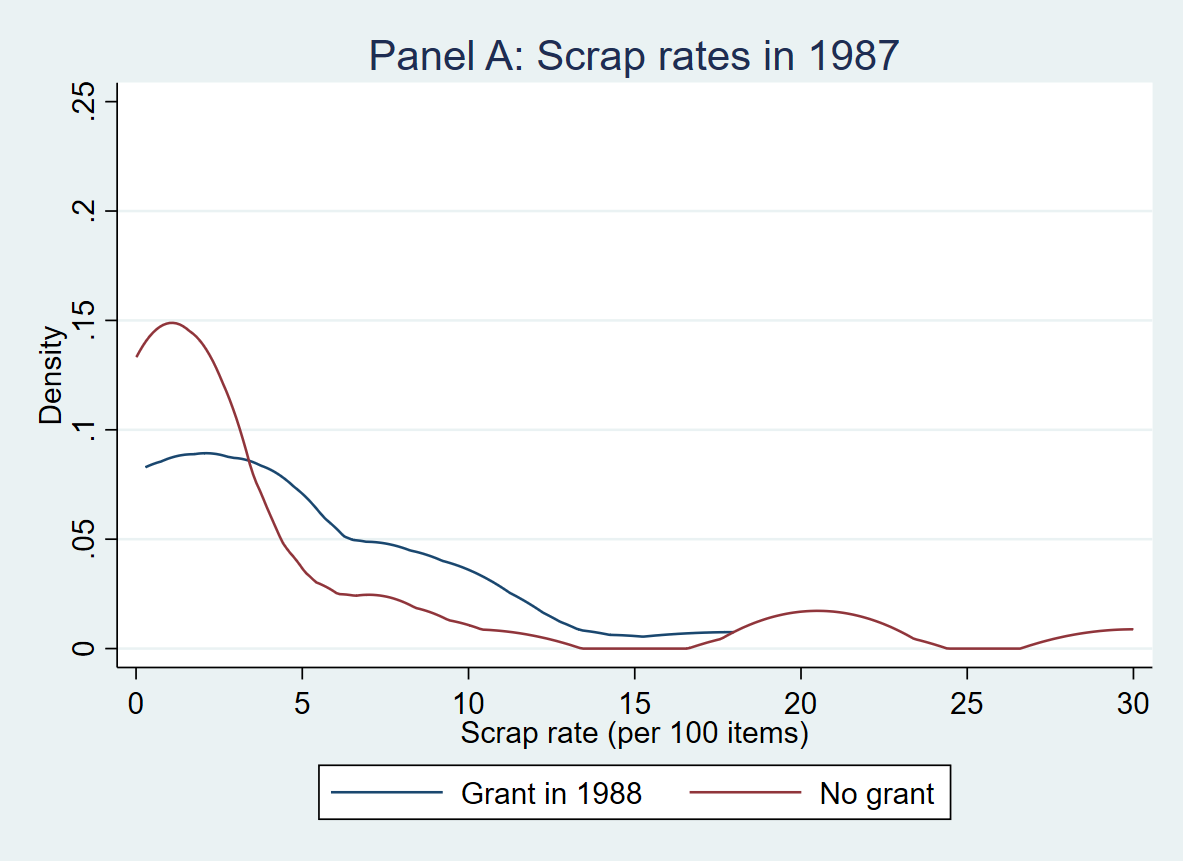 Panel A: Scrap rates in 1987
Density
.25
.2
.15
.1
.05
0
0 5 10 15 20 25 30
Scrap rate (per 100 items)
Grant in 1988 No grant